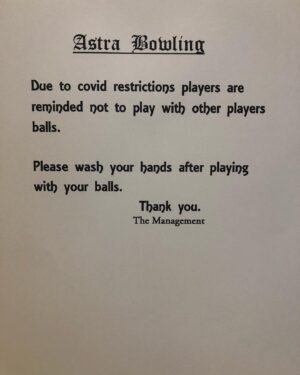 Astra Bowling
Due to covid restrictions players are
reminded not to play with other players
balls.
Please wash your hands after playing
with your balls.
Thank you.
The Management